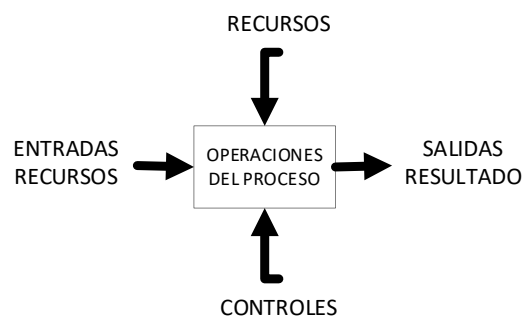 RECURSOS
ENTRADAS
RECURSOS
OPERACIONES
DEL PROCESO
SALIDAS
RESULTADO
CONTROLES